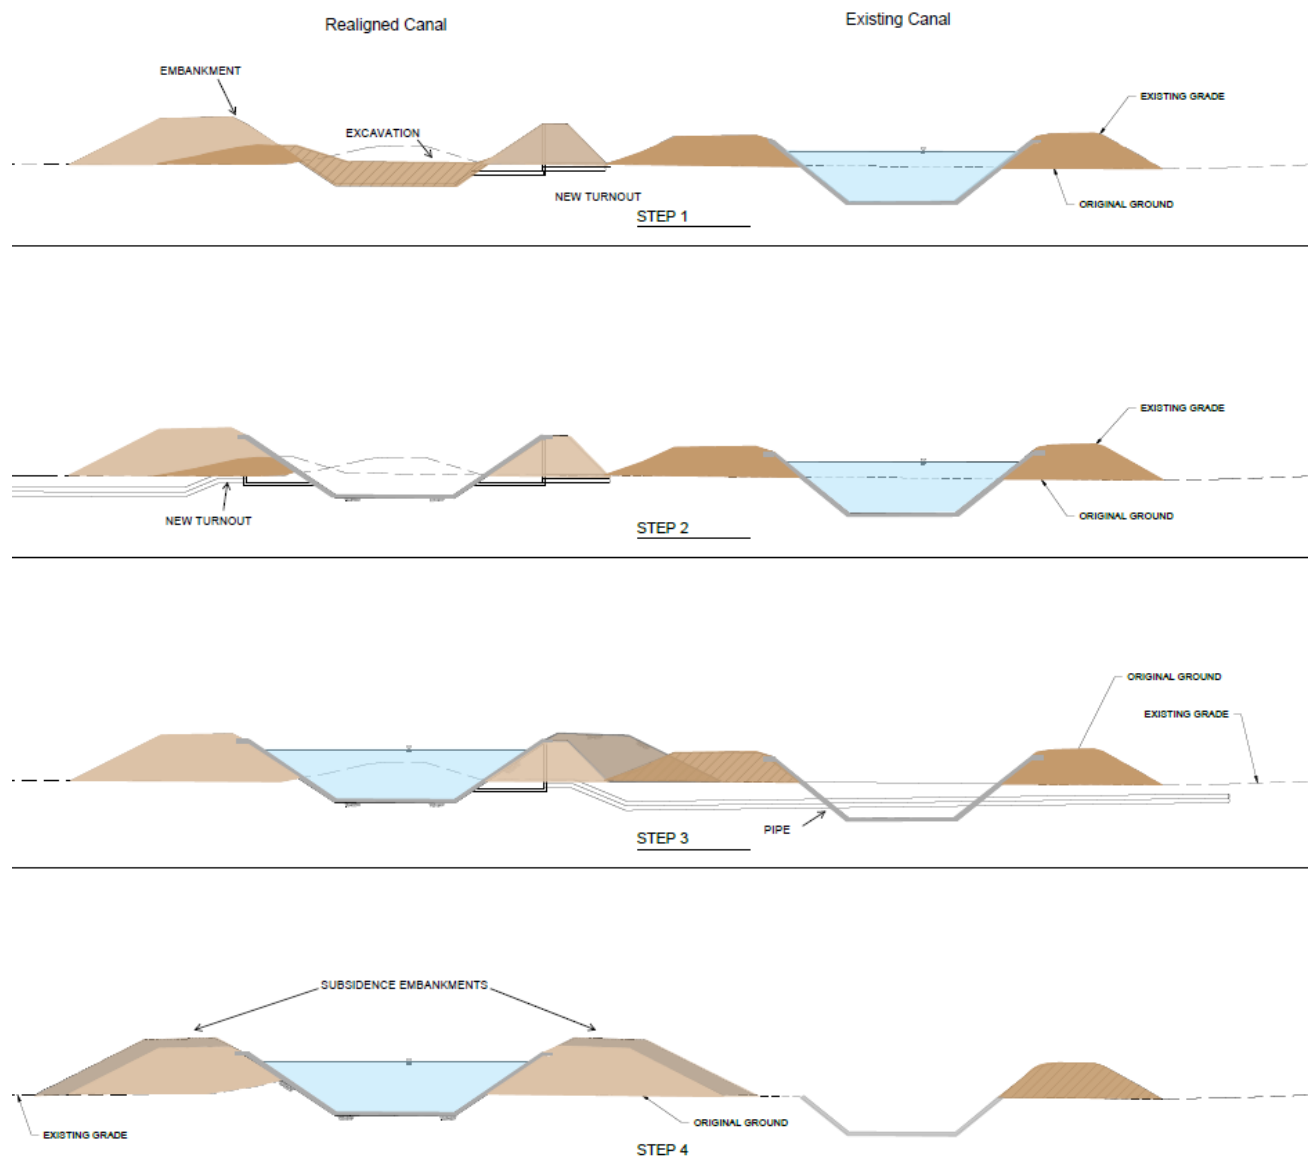 Realigned Canal
Existing Canal
EMBANKMENT
EXISTING GRADE
EXCAVATION
NEW TURNOUT
ORIGINAL GROUND
STEP 1
EXISTING GRADE
NEW TURNOUT
ORIGINAL GROUND
STEP 2
ORIGINAL GROUND
EXISTING GRADE
PIPE
STEP 3
SUBSIDENCE EMBANKMENTS
ORIGINAL GROUND
EXISTING GRADE
STEP 4